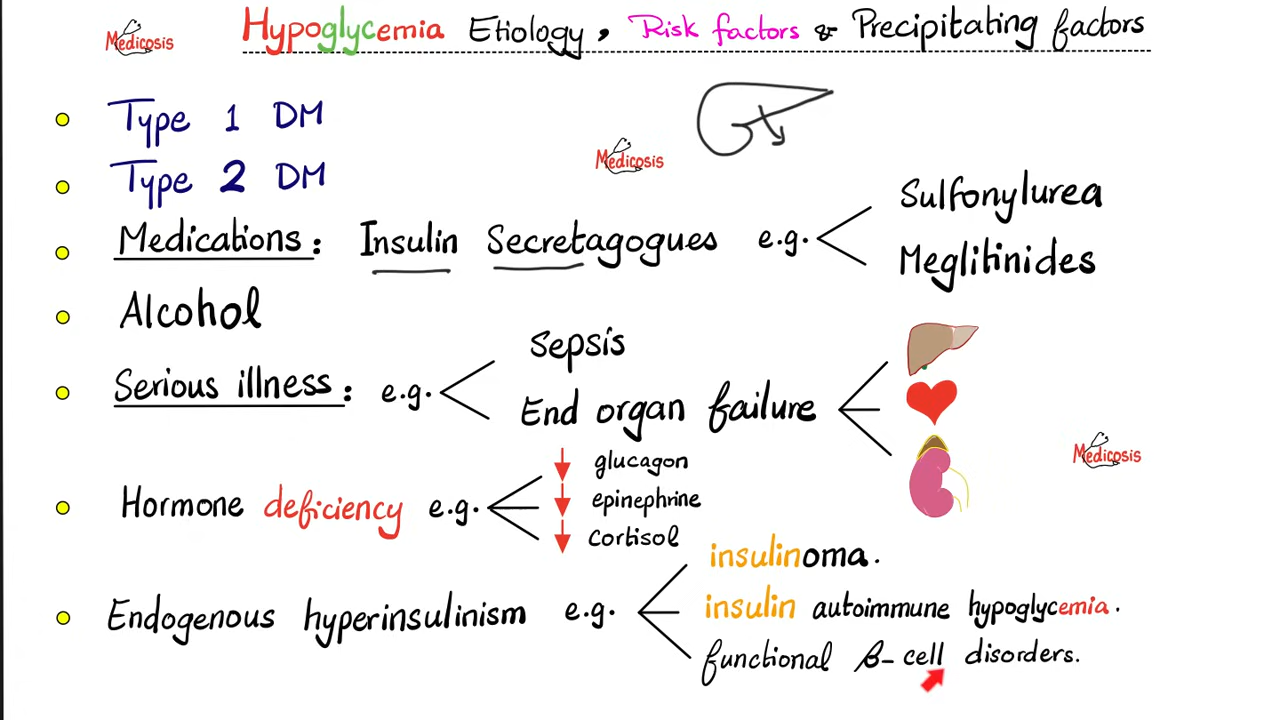 Medicosis
Hypoglycemia Etiology, Risk factors & Precipitating factors
Type 1 DM
Medicosis
Type 2 DM
Medications: Insulin Secretagogues e.g. Sulfonylurea
Meglitinides
Alcohol
Serious illness: e.g. Sepsis
End organ failure
Medicosis
Hormone deficiency e.g. glucagon
epinephrine
cortisol
Endogenous hyperinsulinism e.g. insulinoma.
insulin autoimmune hypoglycemia.
functional β-cell disorders.